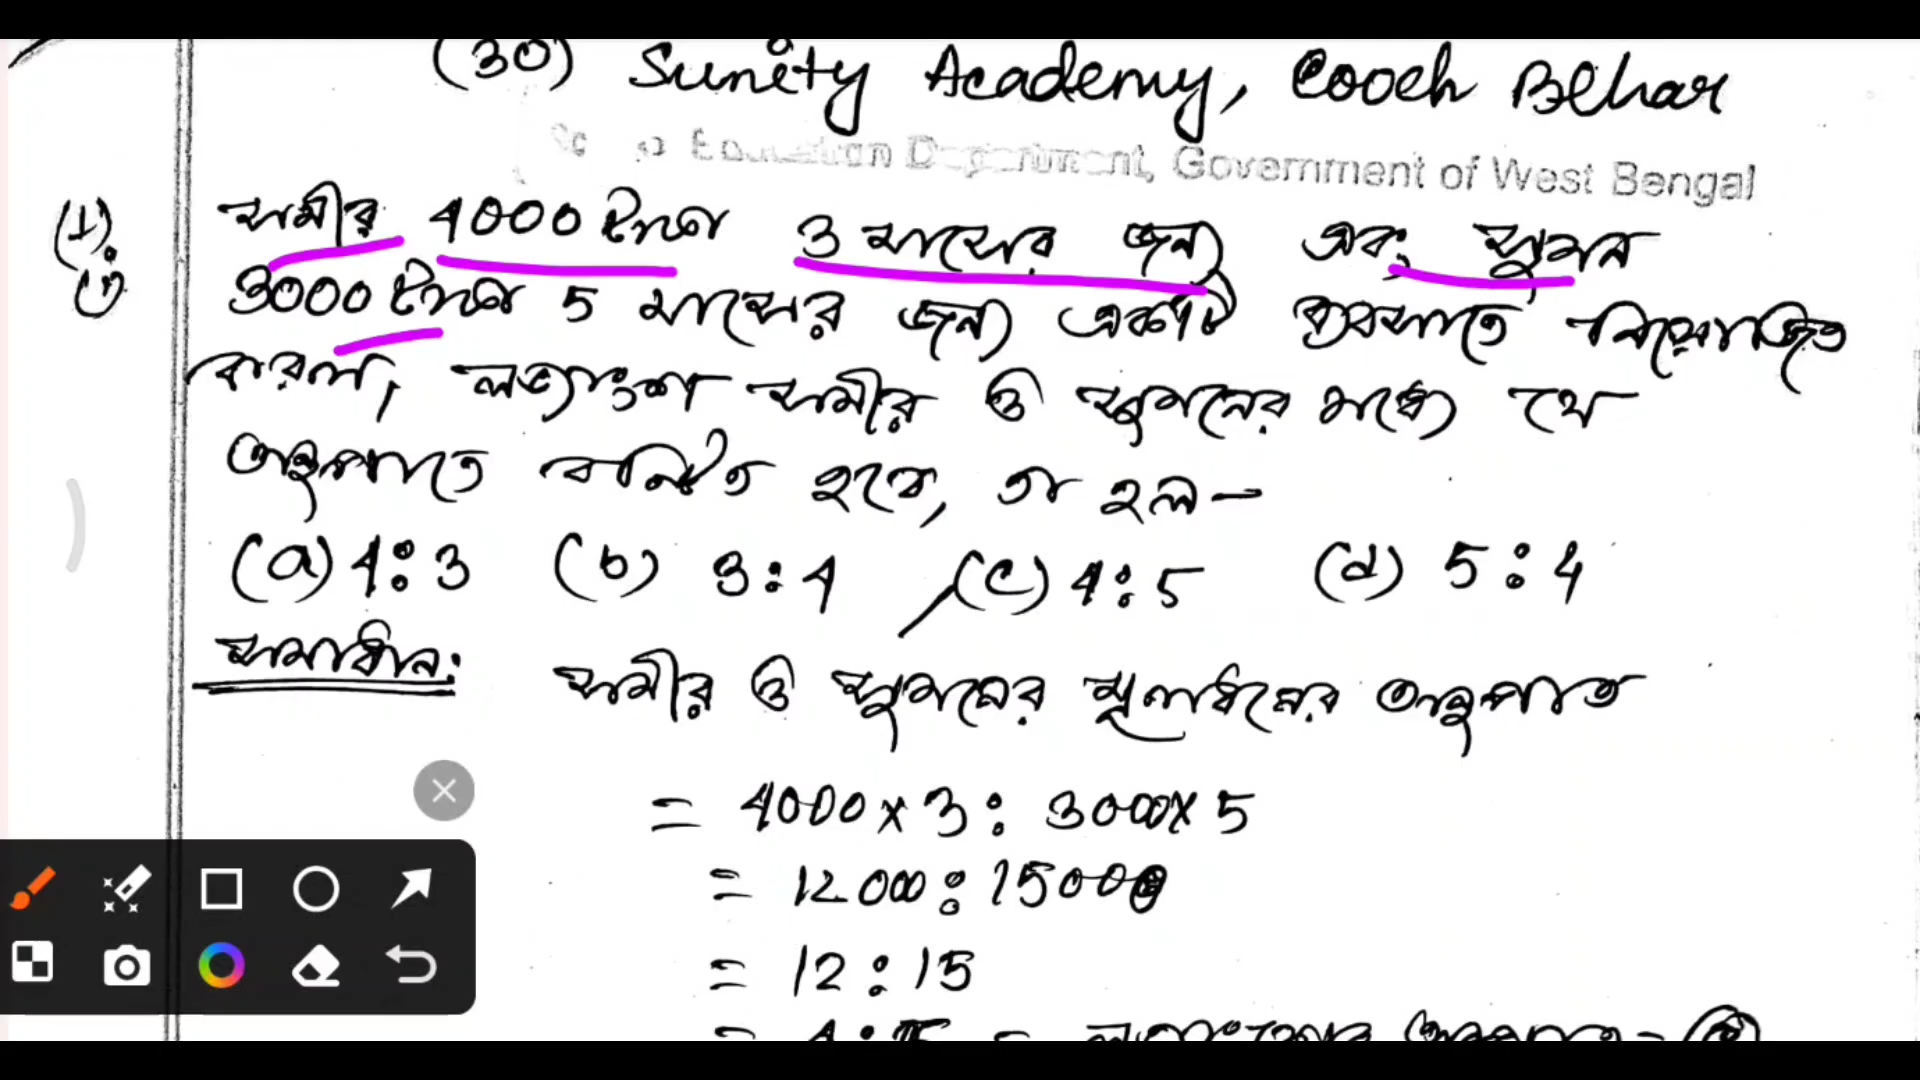 (30) Sunity Academy, Cooch Behar
Education Department, Government of West Bengal
(1).
সমীর 4000 টাকা 3 মাসের জন্য এবং সুমন
3000 টাকা 5 মাসের জন্য একটি ব্যবসাতে নিয়োজিত
করল, লভ্যাংশ সমীর ও সুমনের মধ্যে যে
অনুপাতে বন্টিত হবে, তা হল -
(a) 4:3 (b) 3:4 (c) 4:5 (d) 5:4
সমাধান: সমীর ও সুমনের মূলধনের অনুপাত
= 4000 x 3 : 3000 x 5
= 12000 : 15000
= 12 : 15